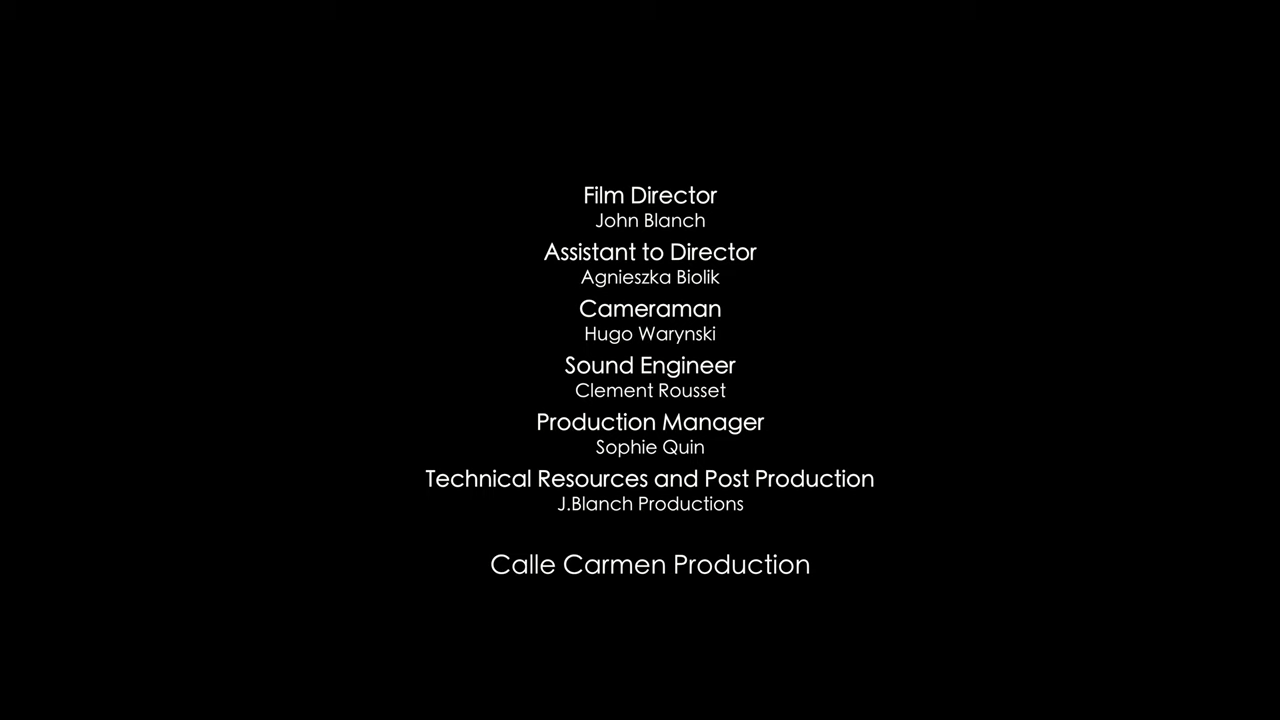 Film Director
John Blanch
Assistant to Director
Agnieszka Biolik
Cameraman
Hugo Warynski
Sound Engineer
Clement Rousset
Production Manager
Sophie Quin
Technical Resources and Post Production
J.Blanch Productions
Calle Carmen Production